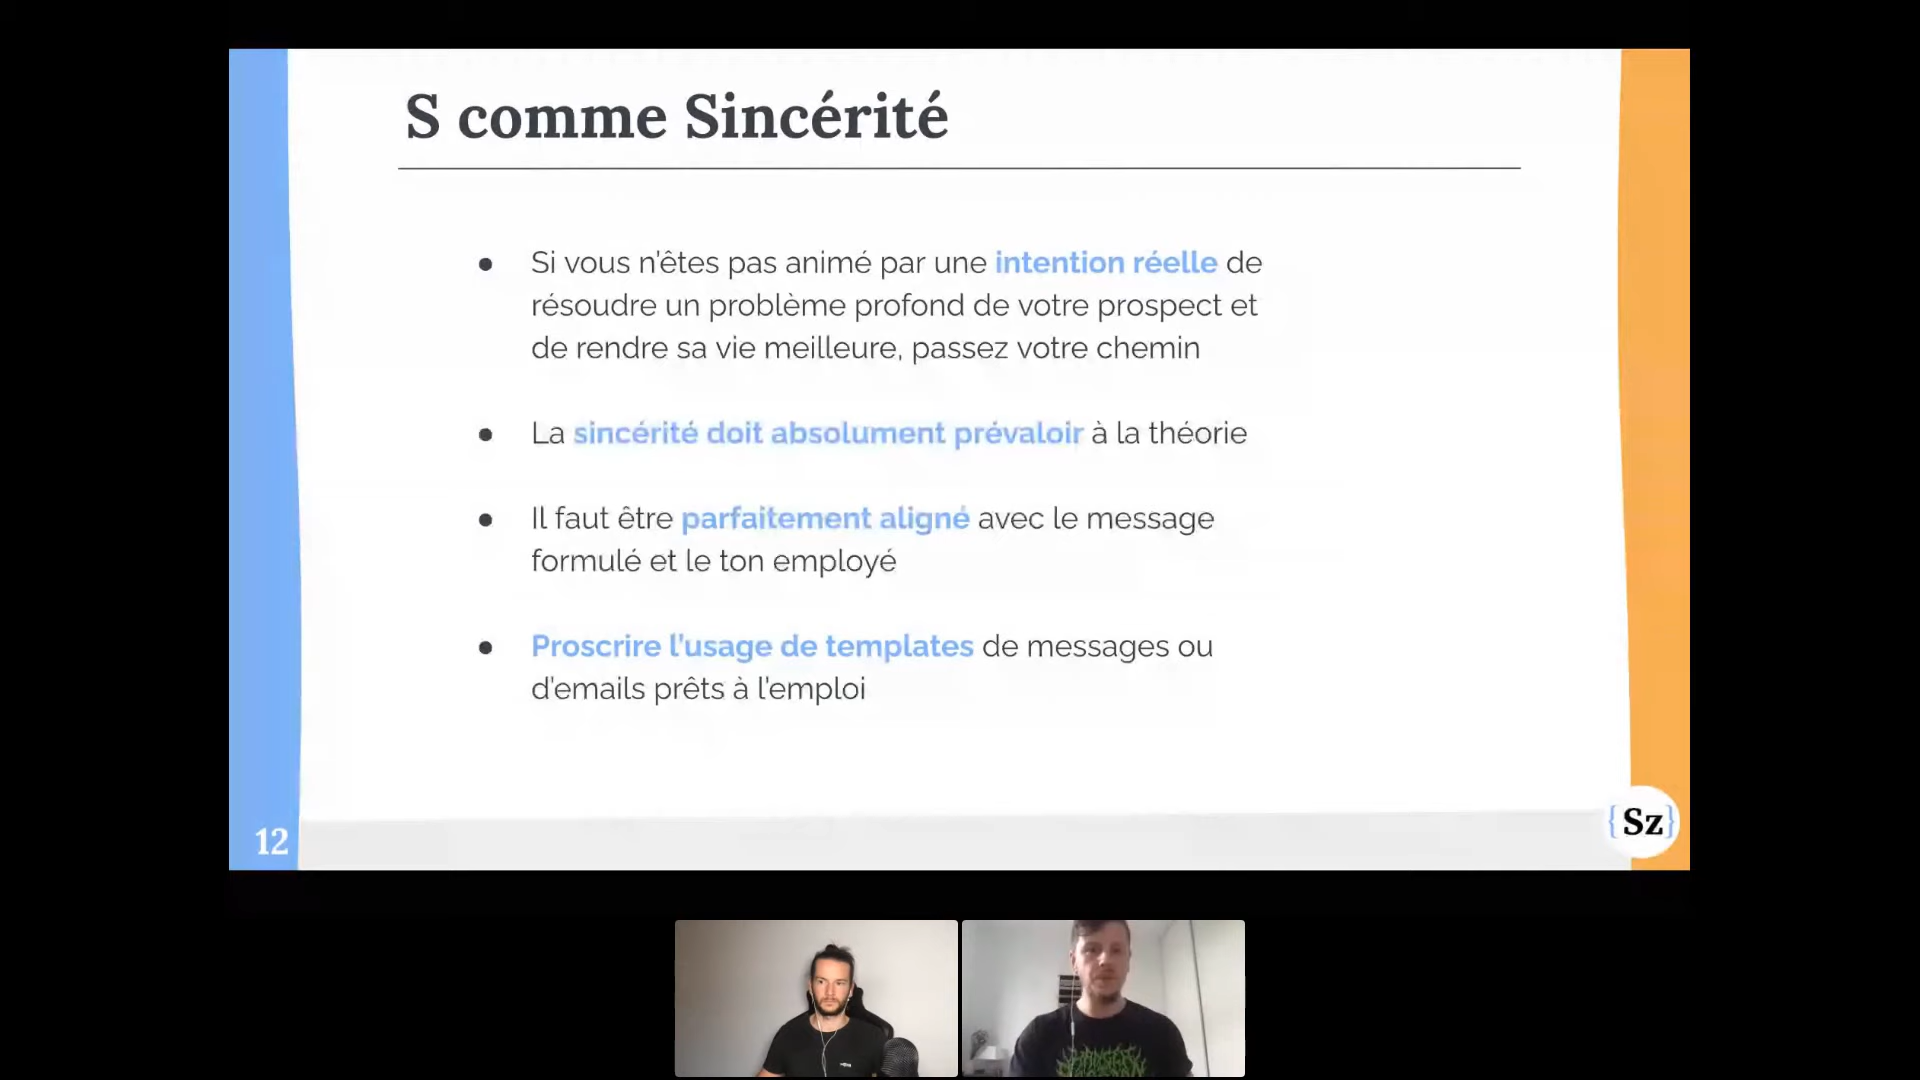 S comme Sincérité
● Si vous n'êtes pas animé par une intention réelle de
résoudre un problème profond de votre prospect et
de rendre sa vie meilleure, passez votre chemin
● La sincérité doit absolument prévaloir à la théorie
● Il faut être parfaitement aligné avec le message
formulé et le ton employé
● Proscrire l'usage de templates de messages ou
d'emails prêts à l'emploi
12
{Sz}